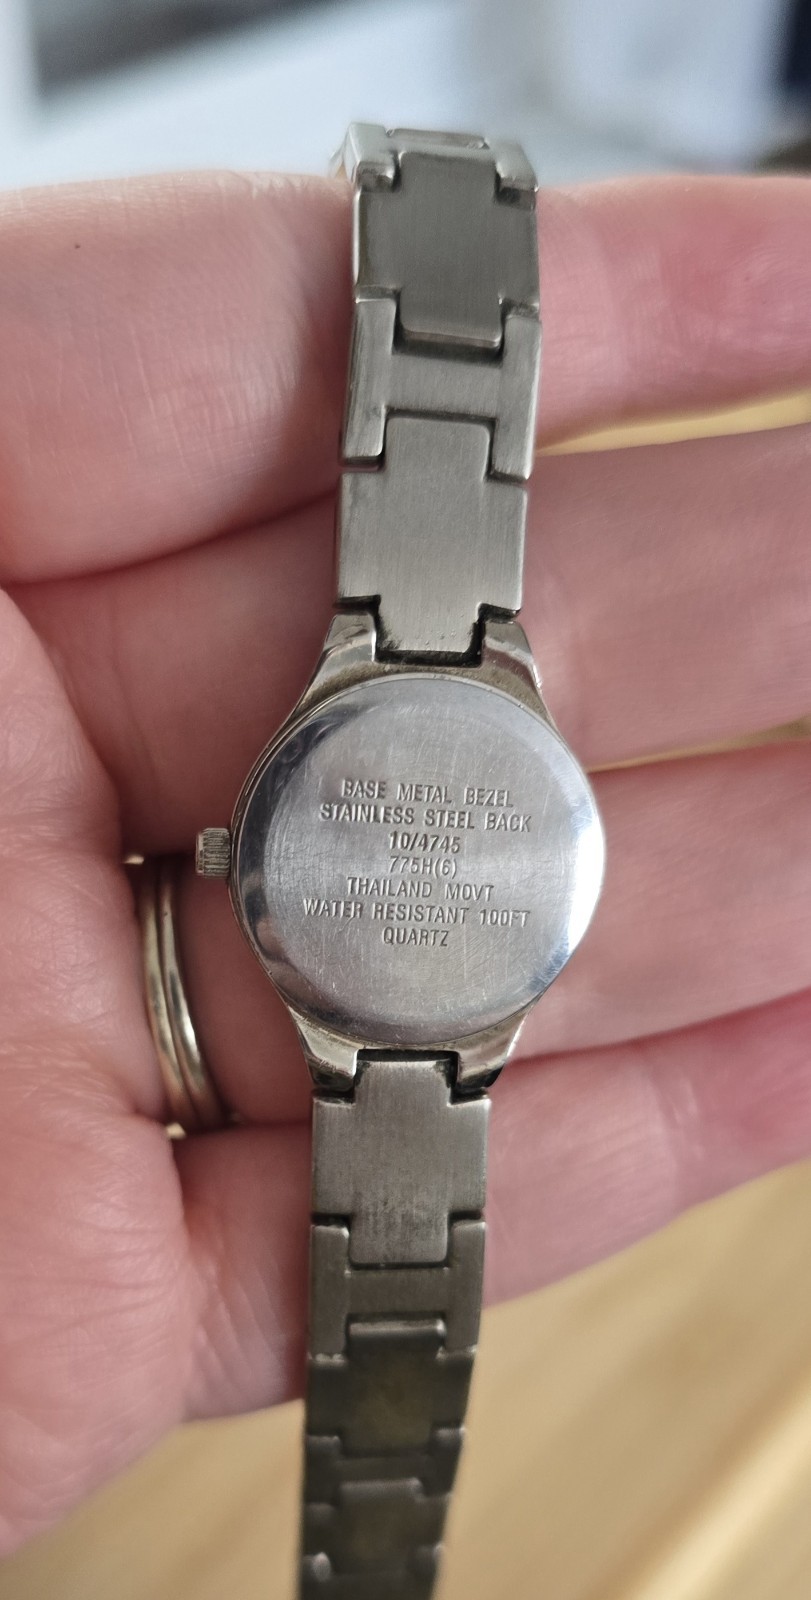 BASE METAL BEZEL
STAINLESS STEEL BACK
10/4745
775H(6)
THAILAND MOVT
WATER RESISTANT 100FT
QUARTZ